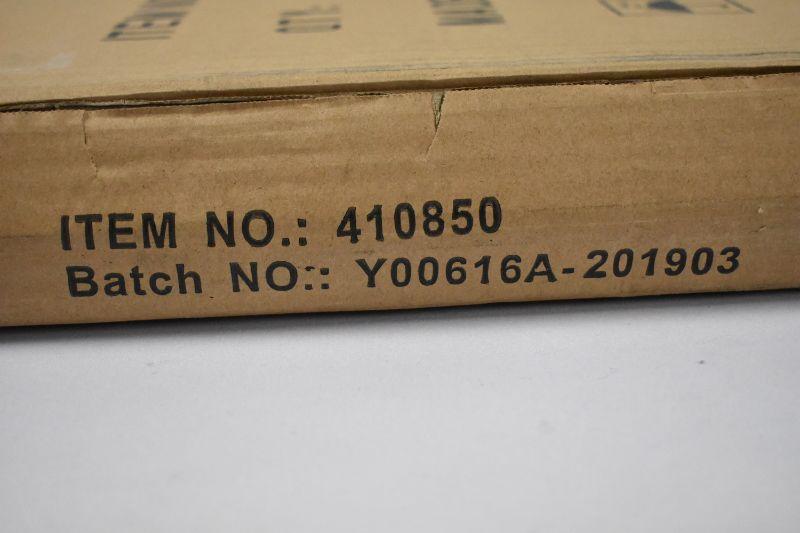 ITEM NO.: 410850
Batch NO:: Y00616A-201903